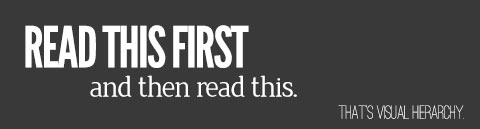 READ THIS FIRST
and then read this.
THAT'S VISUAL HIERARCHY.